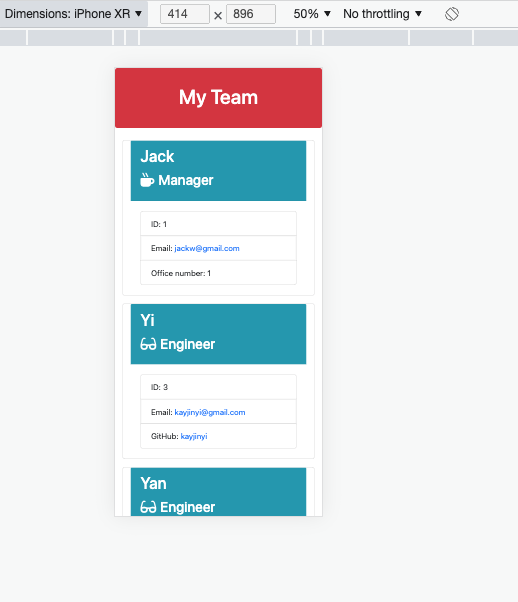 Dimensions: iPhone XR ▼ 414 × 896 50% ▼ No throttling ▼
My Team
Jack
Manager
ID: 1
Email: jackw@gmail.com
Office number: 1
Yi
Engineer
ID: 3
Email: kayjinyi@gmail.com
GitHub: kayjinyi
Yan
Engineer